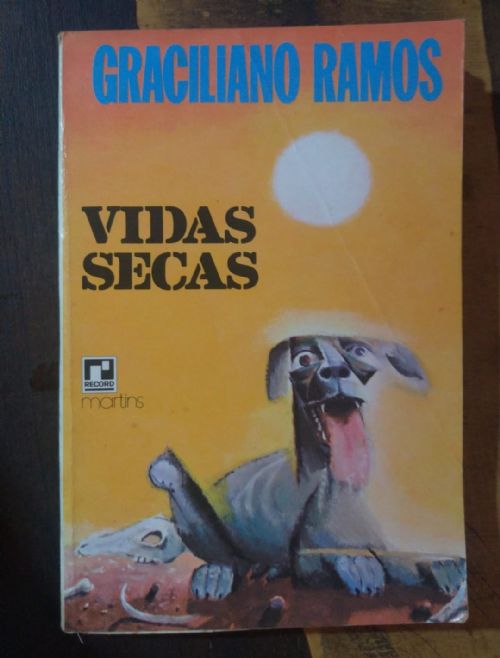 GRACILIANO RAMOS
VIDAS
SECAS
RECORD
martins